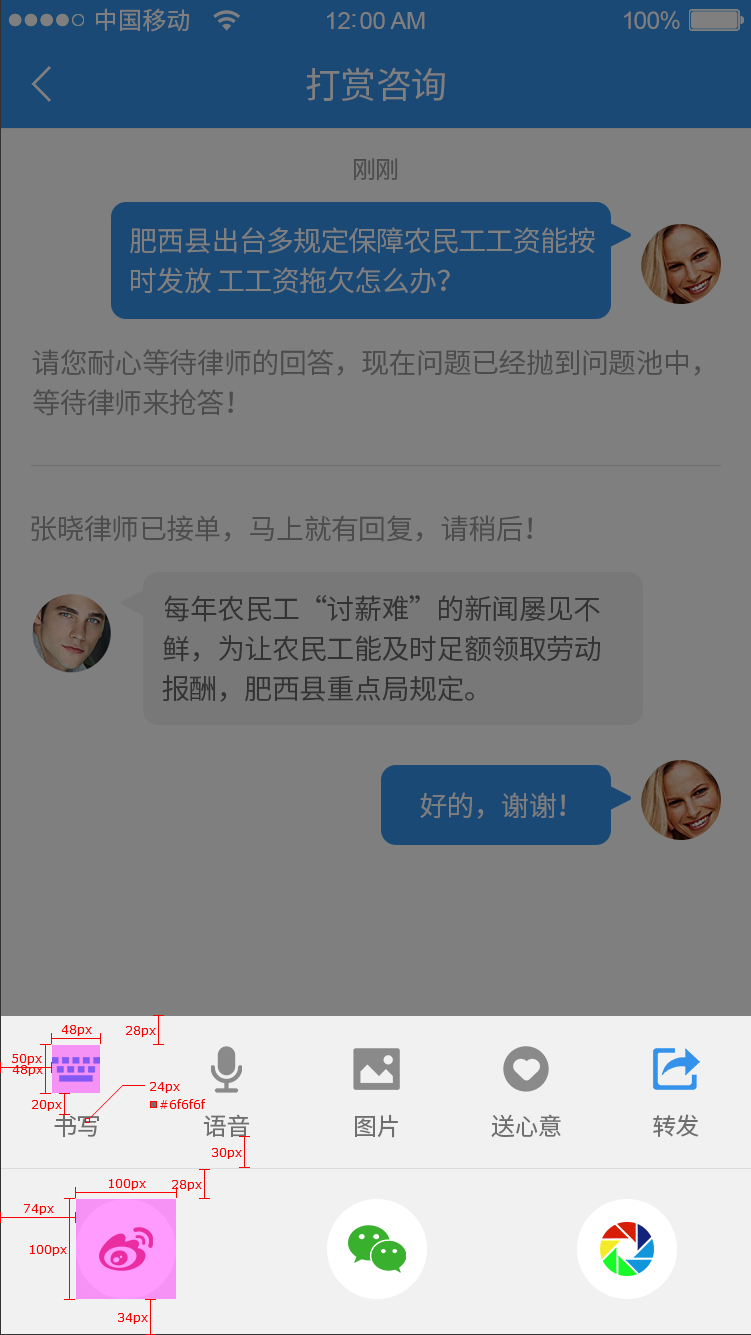 中国移动 12:00 AM 100%
打赏咨询
刚刚
肥西县出台多规定保障农民工工资能按
时发放 工工资拖欠怎么办？
请您耐心等待律师的回答，现在问题已经抛到问题池中，
等待律师来抢答！
张晓律师已接单，马上就有回复，请稍后！
每年农民工“讨薪难”的新闻屡见不
鲜，为让农民工能及时足额领取劳动
报酬，肥西县重点局规定。
好的，谢谢！
48px
28px
50px
48px
24px
20px
#6f6f6f
书写 语音 图片 送心意 转发
30px
100px
28px
74px
100px
34px